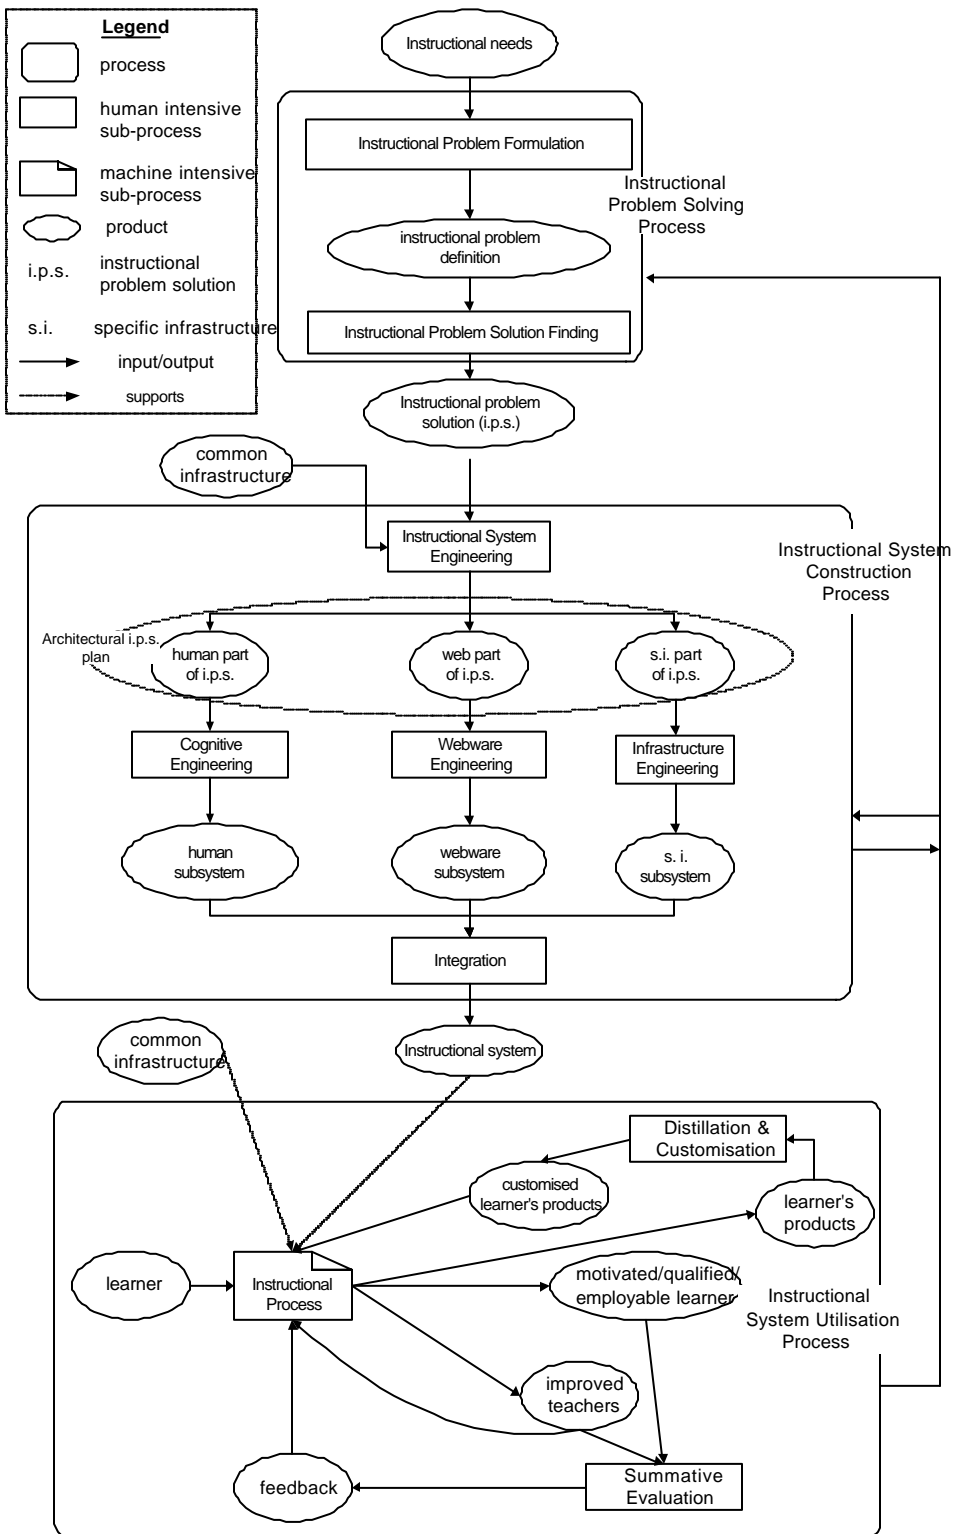 Legend
process
human intensive
sub-process
machine intensive
sub-process
product
i.p.s. instructional
problem solution
s.i. specific infrastructure
input/output
supports
Instructional needs
Instructional Problem Formulation
Instructional
Problem Solving
Process
instructional problem
definition
Instructional Problem Solution Finding
Instructional problem
solution (i.p.s.)
common
infrastructure
Instructional System
Engineering
Instructional System
Construction
Process
Architectural i.p.s.
plan
human part
of i.p.s.
web part
of i.p.s.
s.i. part
of i.p.s.
Cognitive
Engineering
Webware
Engineering
Infrastructure
Engineering
human
subsystem
webware
subsystem
s. i.
subsystem
Integration
common
infrastructure
Instructional system
Distillation &
Customisation
customised
learner's products
learner's
products
learner
Instructional
Process
motivated/qualified/
employable learner
Instructional
System Utilisation
Process
improved
teachers
feedback
Summative
Evaluation